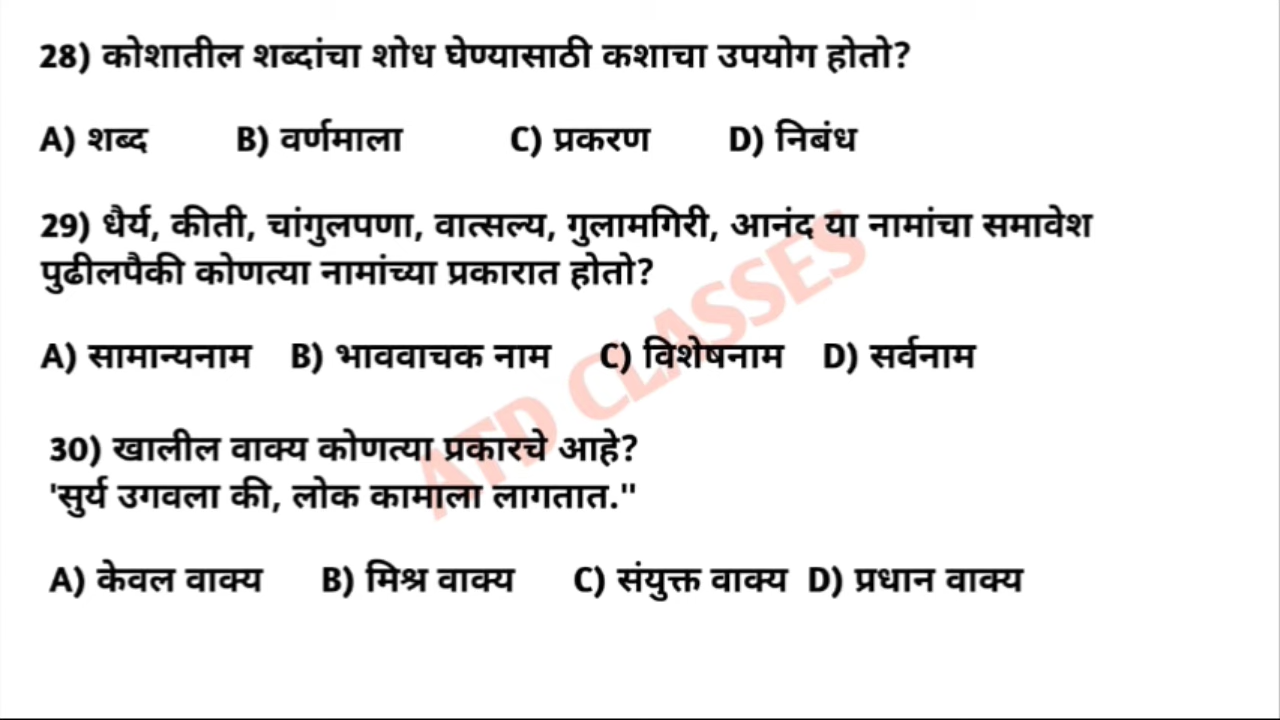 28) कोशातील शब्दांचा शोध घेण्यासाठी कशाचा उपयोग होतो?
A) शब्द B) वर्णमाला C) प्रकरण D) निबंध
29) धैर्य, कीती, चांगुलपणा, वात्सल्य, गुलामगिरी, आनंद या नामांचा समावेश
पुढीलपैकी कोणत्या नामांच्या प्रकारात होतो?
A) सामान्यनाम B) भाववाचक नाम C) विशेषनाम D) सर्वनाम
ATD CLASSES
30) खालील वाक्य कोणत्या प्रकारचे आहे?
'सुर्य उगवला की, लोक कामाला लागतात."
A) केवल वाक्य B) मिश्र वाक्य C) संयुक्त वाक्य D) प्रधान वाक्य